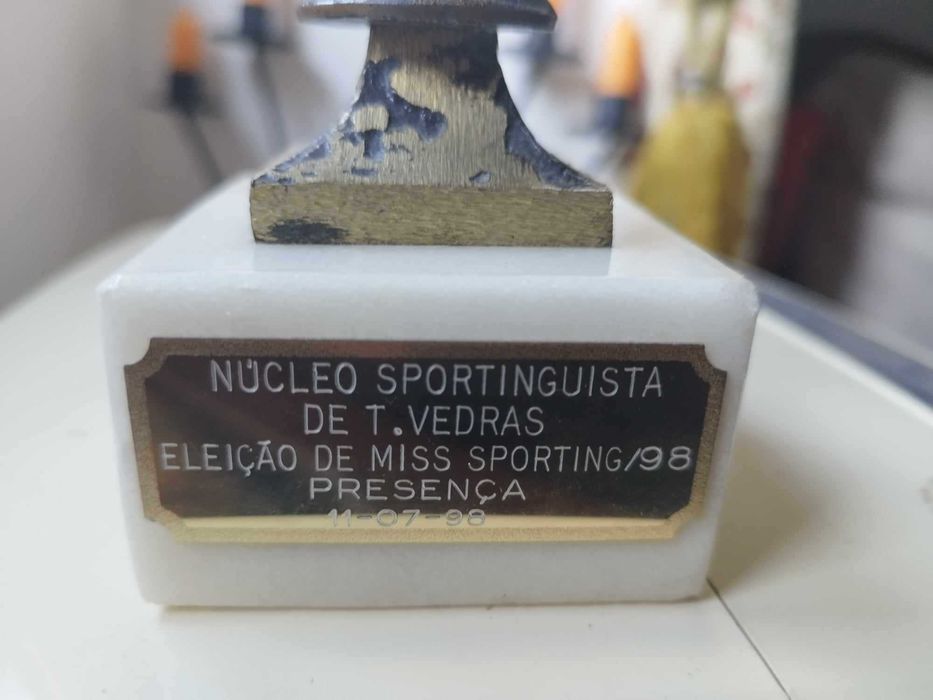 NÚCLEO SPORTINGUISTA
DE T. VEDRAS
ELEIÇÃO DE MISS SPORTING/98
PRESENÇA
11-07-98